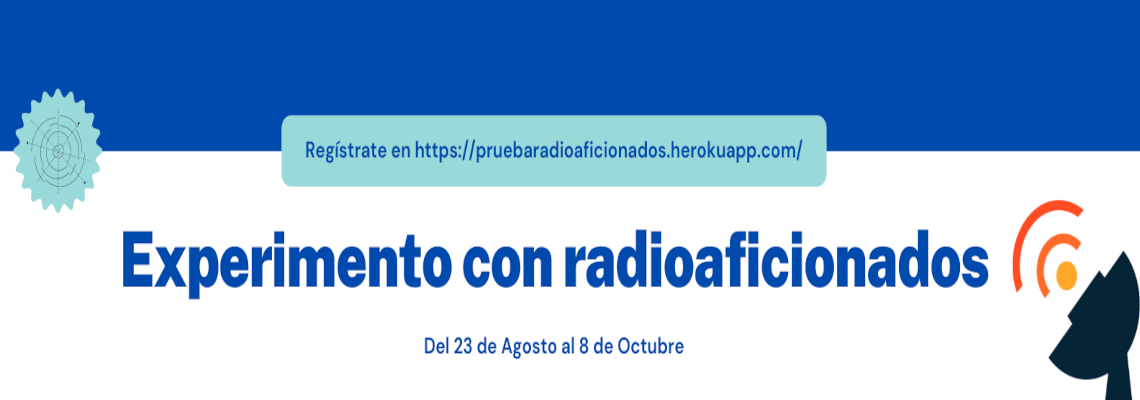 Regístrate en https://pruebaradioaficionados.herokuapp.com/
Experimento con radioaficionados
Del 23 de Agosto al 8 de Octubre